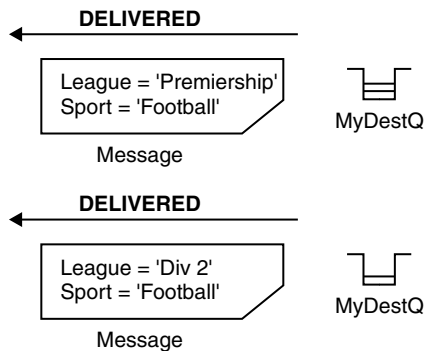 DELIVERED
League = 'Premiership'
Sport = 'Football'
MyDestQ
Message
DELIVERED
League = 'Div 2'
Sport = 'Football'
MyDestQ
Message